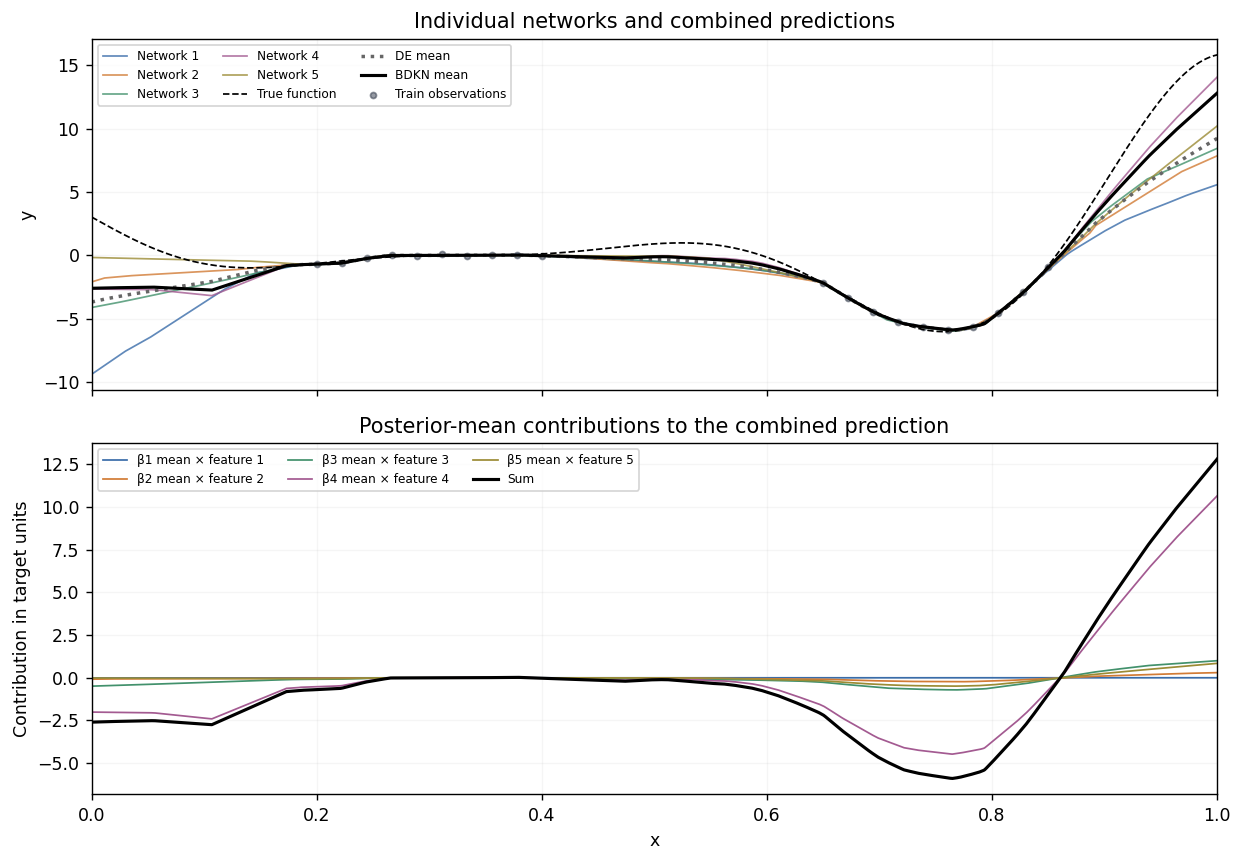 Individual networks and combined predictions
Network 1
Network 2
Network 3
Network 4
Network 5
True function
DE mean
BDKN mean
Train observations
15
10
5
0
−5
−10
y
Posterior-mean contributions to the combined prediction
β1 mean × feature 1
β2 mean × feature 2
β3 mean × feature 3
β4 mean × feature 4
β5 mean × feature 5
Sum
12.5
10.0
7.5
5.0
2.5
0.0
−2.5
−5.0
Contribution in target units
0.0
0.2
0.4
0.6
0.8
1.0
x